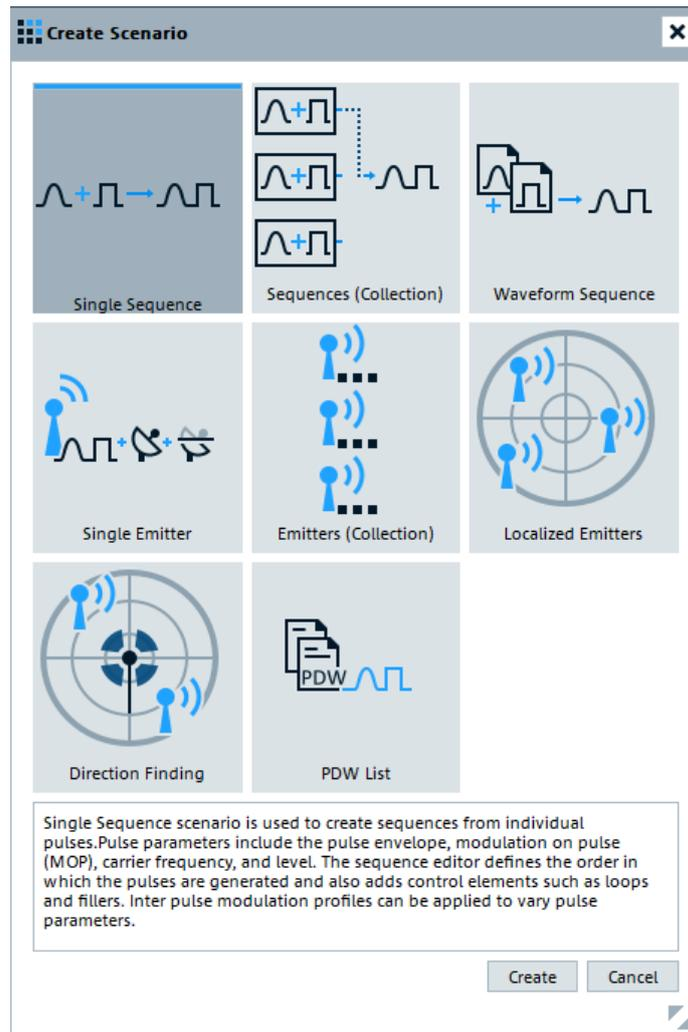 Create Scenario
Single Sequence
Sequences (Collection)
Waveform Sequence
Single Emitter
Emitters (Collection)
Localized Emitters
Direction Finding
PDW
PDW List
Single Sequence scenario is used to create sequences from individual
pulses.Pulse parameters include the pulse envelope, modulation on pulse
(MOP), carrier frequency, and level. The sequence editor defines the order in
which the pulses are generated and also adds control elements such as loops
and fillers. Inter pulse modulation profiles can be applied to vary pulse
parameters.
Create
Cancel